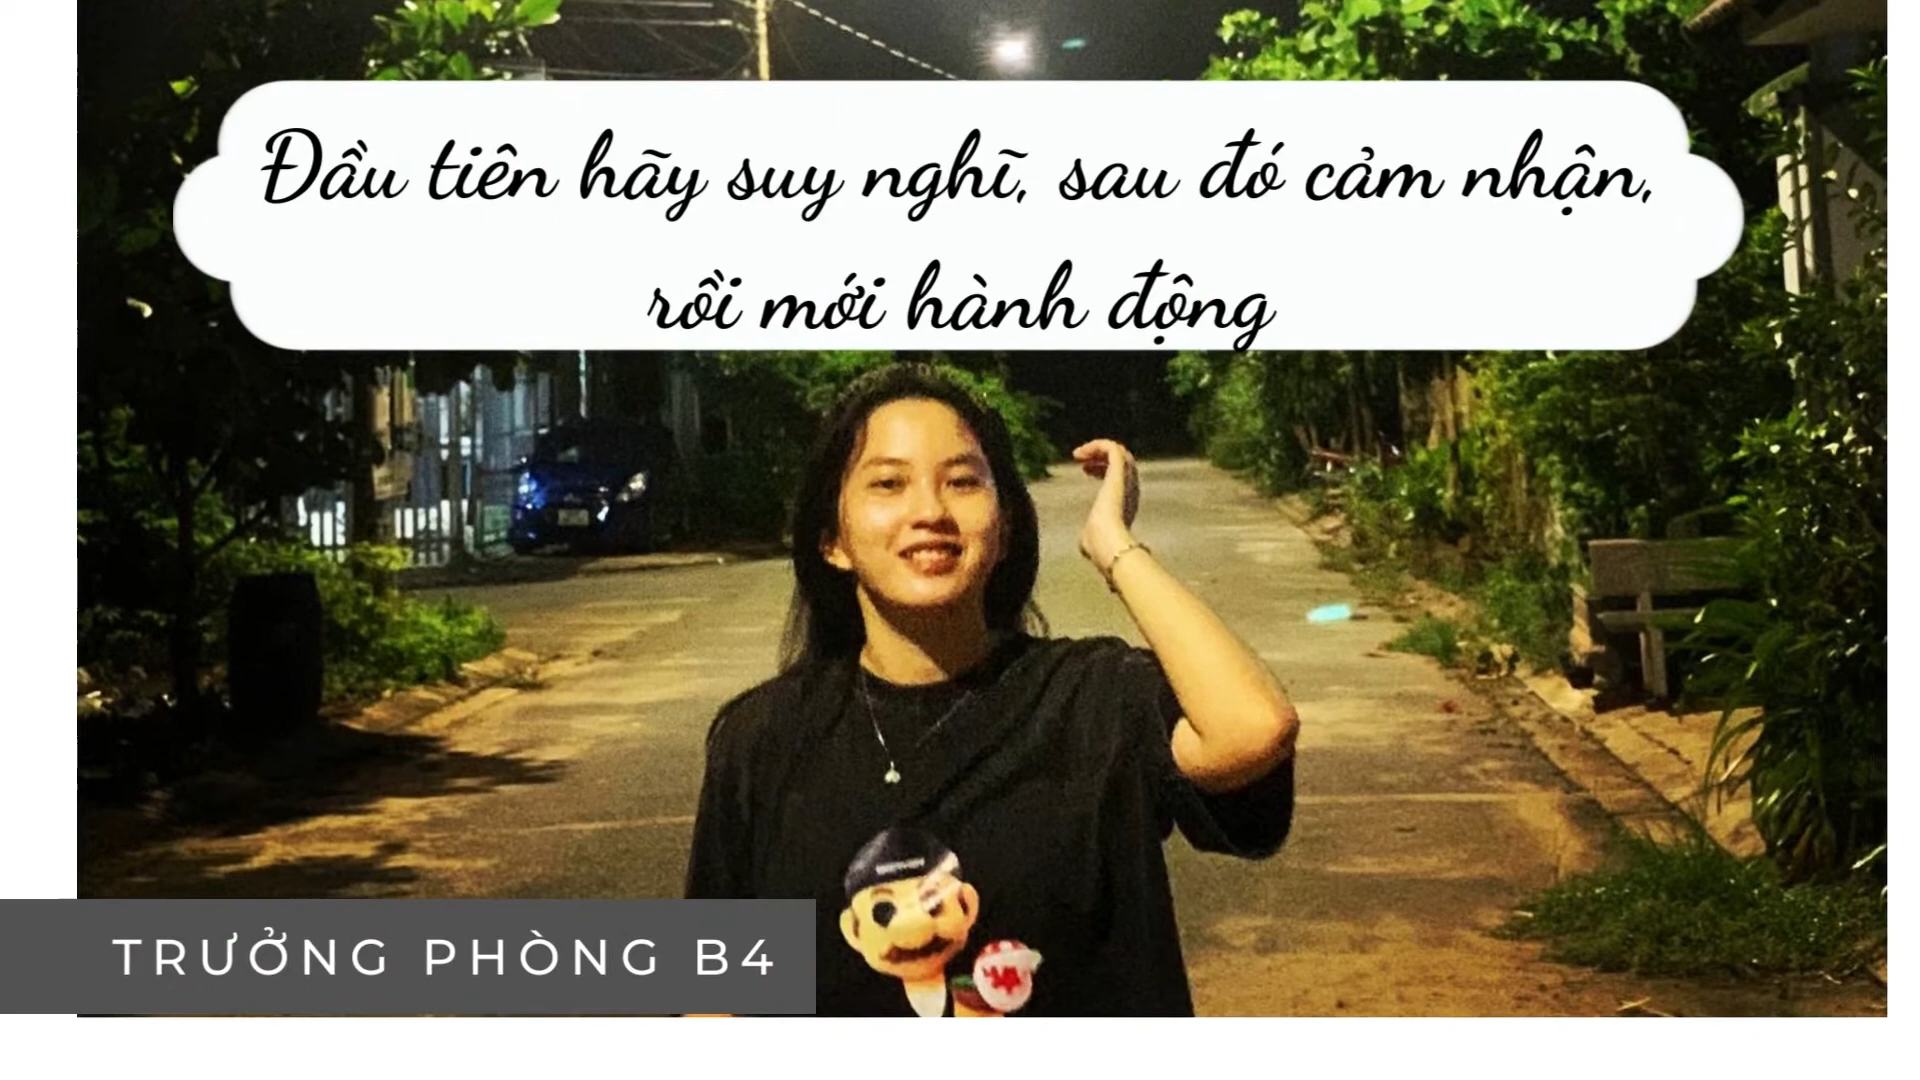 Đầu tiên hãy suy nghĩ, sau đó cảm nhận,
rồi mới hành động
TRƯỞNG PHÒNG B4